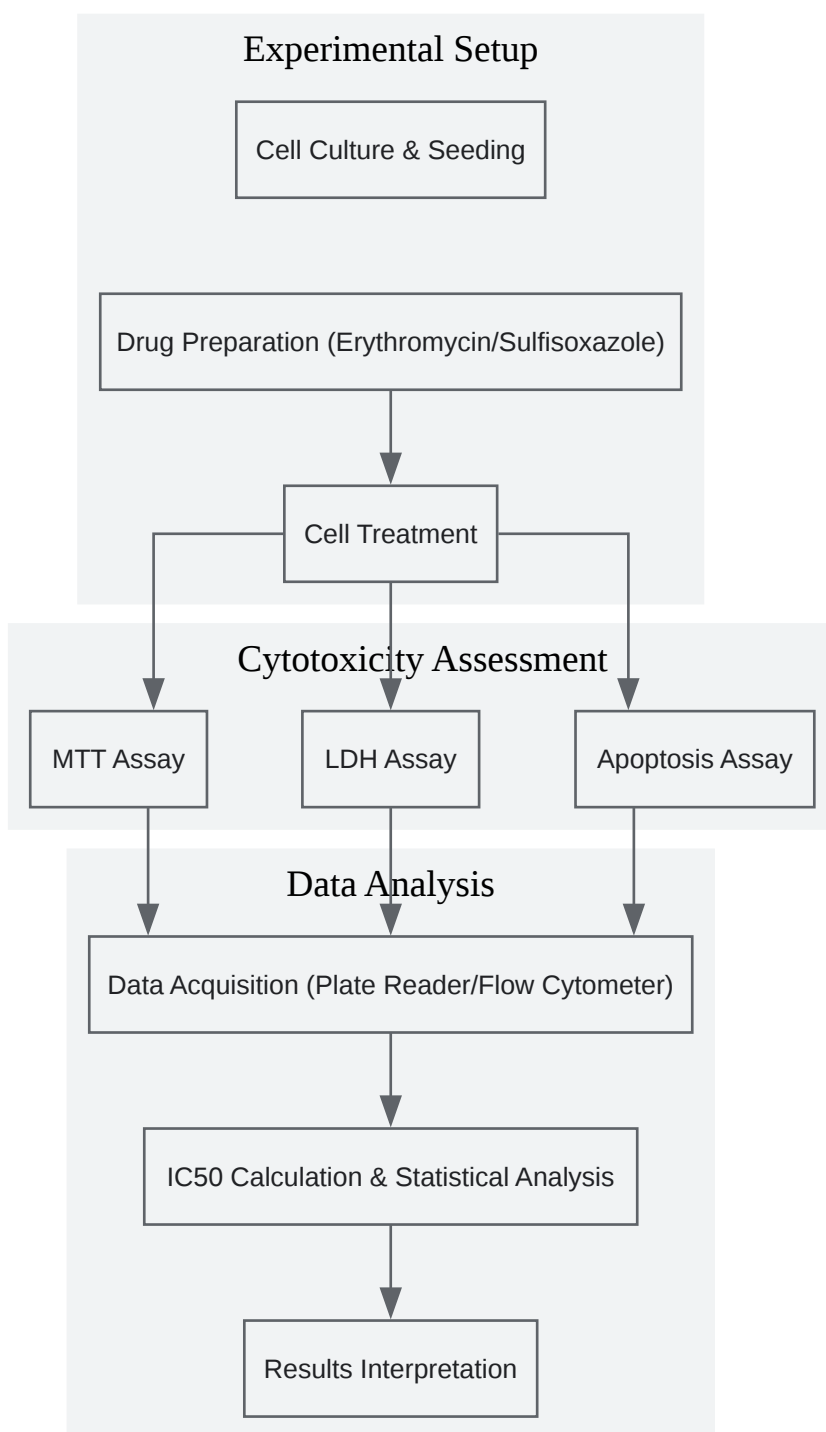 Experimental Setup
Cell Culture & Seeding
Drug Preparation (Erythromycin/Sulfisoxazole)
Cell Treatment
Cytotoxicity Assessment
MTT Assay
LDH Assay
Apoptosis Assay
Data Analysis
Data Acquisition (Plate Reader/Flow Cytometer)
IC50 Calculation & Statistical Analysis
Results Interpretation